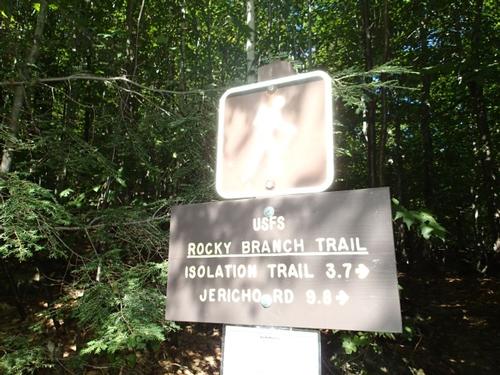 USFS
ROCKY BRANCH TRAIL
ISOLATION TRAIL 3.7→
JERICHO RD 9.8→